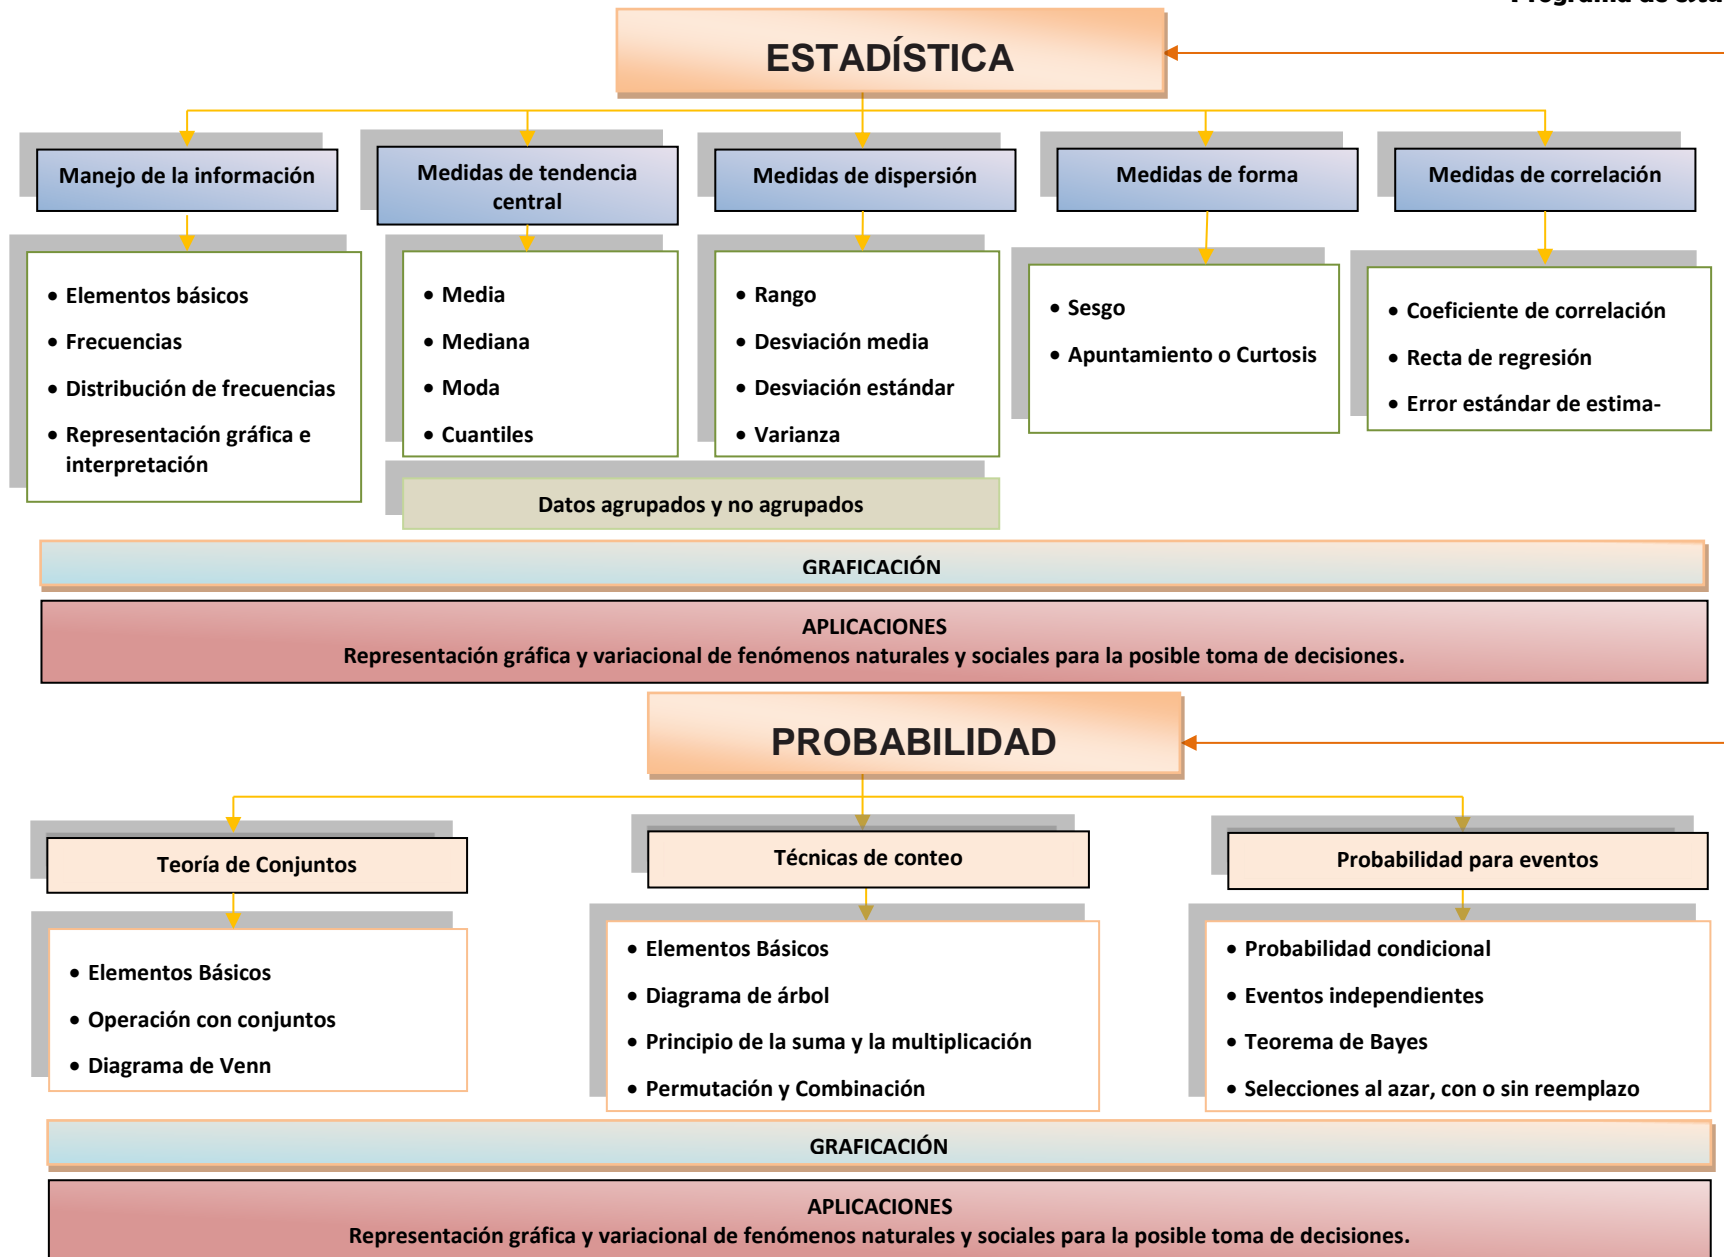 Programa de
ESTADÍSTICA
Manejo de la información
Medidas de tendencia
central
Medidas de dispersión
Medidas de forma
Medidas de correlación
• Elementos básicos
• Frecuencias
• Distribución de frecuencias
• Representación gráfica e
interpretación
• Media
• Mediana
• Moda
• Cuantiles
• Rango
• Desviación media
• Desviación estándar
• Varianza
• Sesgo
• Apuntamiento o Curtosis
• Coeficiente de correlación
• Recta de regresión
• Error estándar de estima-
Datos agrupados y no agrupados
GRAFICACIÓN
APLICACIONES
Representación gráfica y variacional de fenómenos naturales y sociales para la posible toma de decisiones.
PROBABILIDAD
Teoría de Conjuntos
Técnicas de conteo
Probabilidad para eventos
• Elementos Básicos
• Operación con conjuntos
• Diagrama de Venn
• Elementos Básicos
• Diagrama de árbol
• Principio de la suma y la multiplicación
• Permutación y Combinación
• Probabilidad condicional
• Eventos independientes
• Teorema de Bayes
• Selecciones al azar, con o sin reemplazo
GRAFICACIÓN
APLICACIONES
Representación gráfica y variacional de fenómenos naturales y sociales para la posible toma de decisiones.